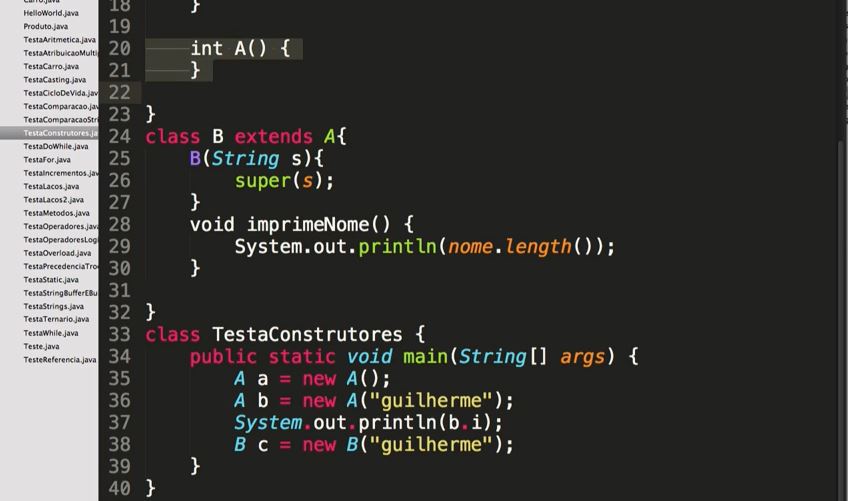 HelloWorld.java
Produto.java
TestaAritmetica.java
TestaAtribuicaoMultip
TestaCarro.java
TestaCasting.java
TestaCicloDeVida.jav
TestaComparacao.jav
TestaComparacaoStri
TestaConstrutores.ja
TestaDoWhile.java
TestaFor.java
TestaIncrementos.jav
TestaLacos.java
TestaLacos2.java
TestaMetodos.java
TestaOperadores.java
TestaOperadoresLogi
TestaOverload.java
TestaPrecedenciaTro
TestaStatic.java
TestaStringBufferEBu
TestaStrings.java
TestaTernario.java
TestaWhile.java
Teste.java
TesteReferencia.java
18 }
19
20 int A() {
21 }
22
23 }
24 class B extends A{
25 B(String s){
26 super(s);
27 }
28 void imprimeNome() {
29 System.out.println(nome.length());
30 }
31
32 }
33 class TestaConstrutores {
34 public static void main(String[] args) {
35 A a = new A();
36 A b = new A("guilherme");
37 System.out.println(b.i);
38 B c = new B("guilherme");
39 }
40 }